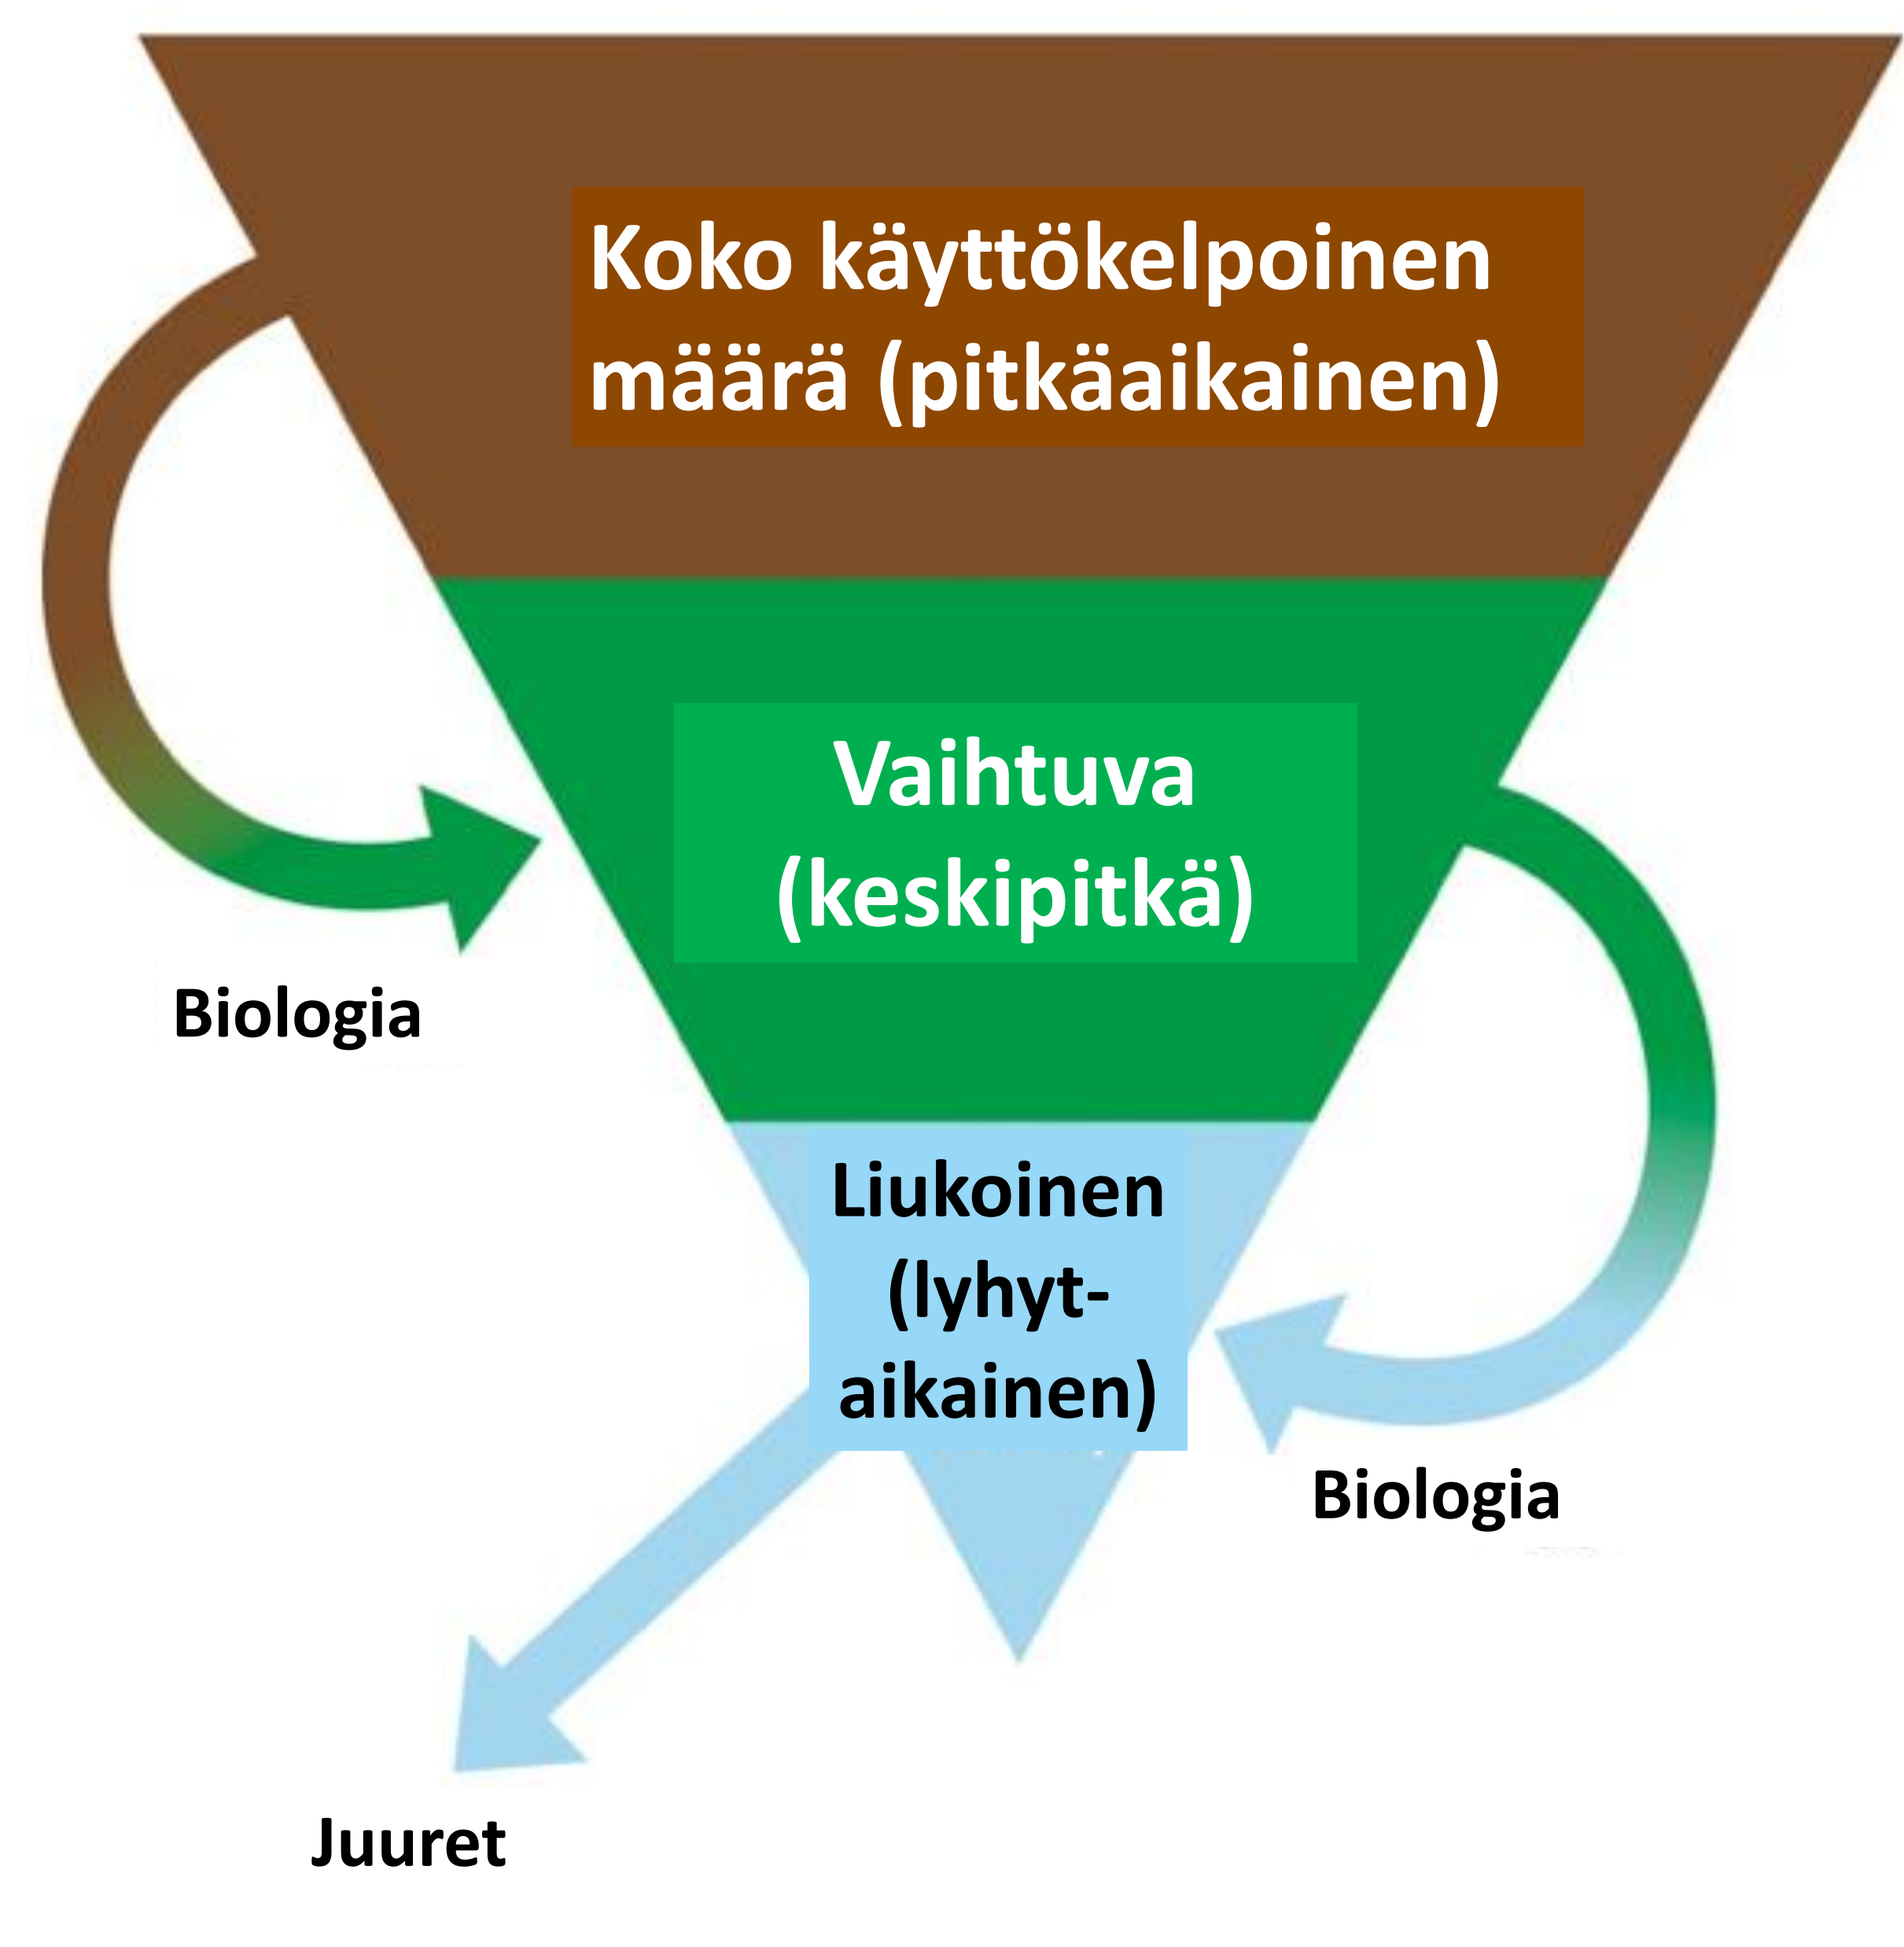 Koko käyttökelpoinen
määrä (pitkäaikainen)
Vaihtuva
(keskipitkä)
Biologia
Liukoinen
(lyhyt-
aikainen)
Biologia
Juuret